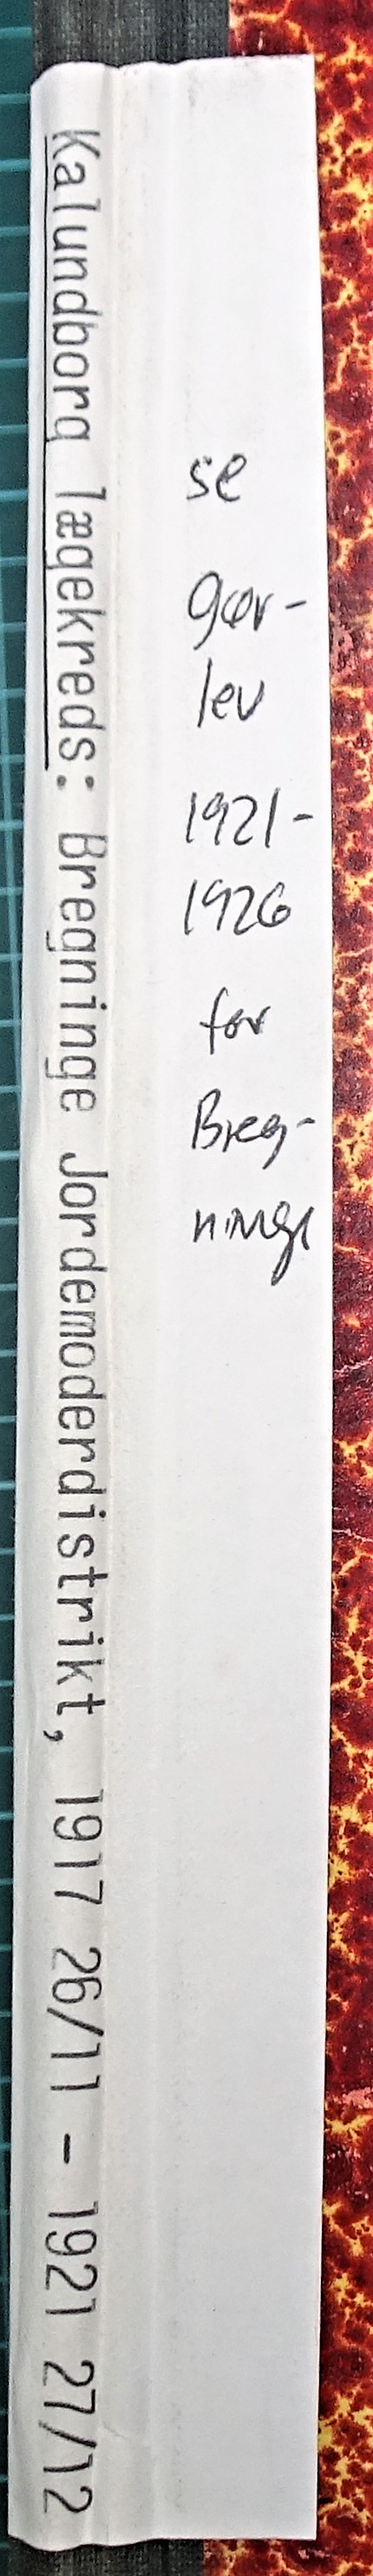 Kalundborg lægekreds: Bregninge Jordemoderdistrikt, 1917 26/11 - 1921 27/12
se
Gør-
lev
1921-
1926
for
Breg-
ninge